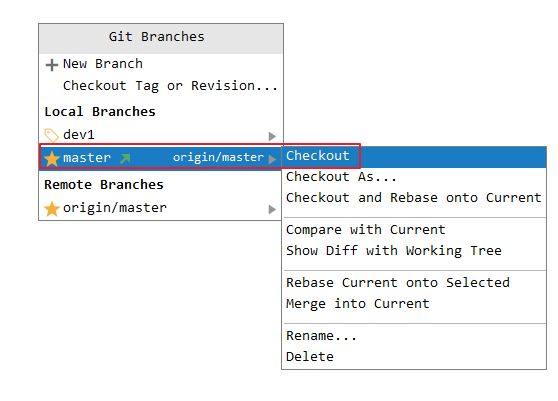 Git Branches
New Branch
Checkout Tag or Revision...
Local Branches
dev1
master origin/master
Remote Branches
origin/master
Checkout
Checkout As...
Checkout and Rebase onto Current
Compare with Current
Show Diff with Working Tree
Rebase Current onto Selected
Merge into Current
Rename...
Delete